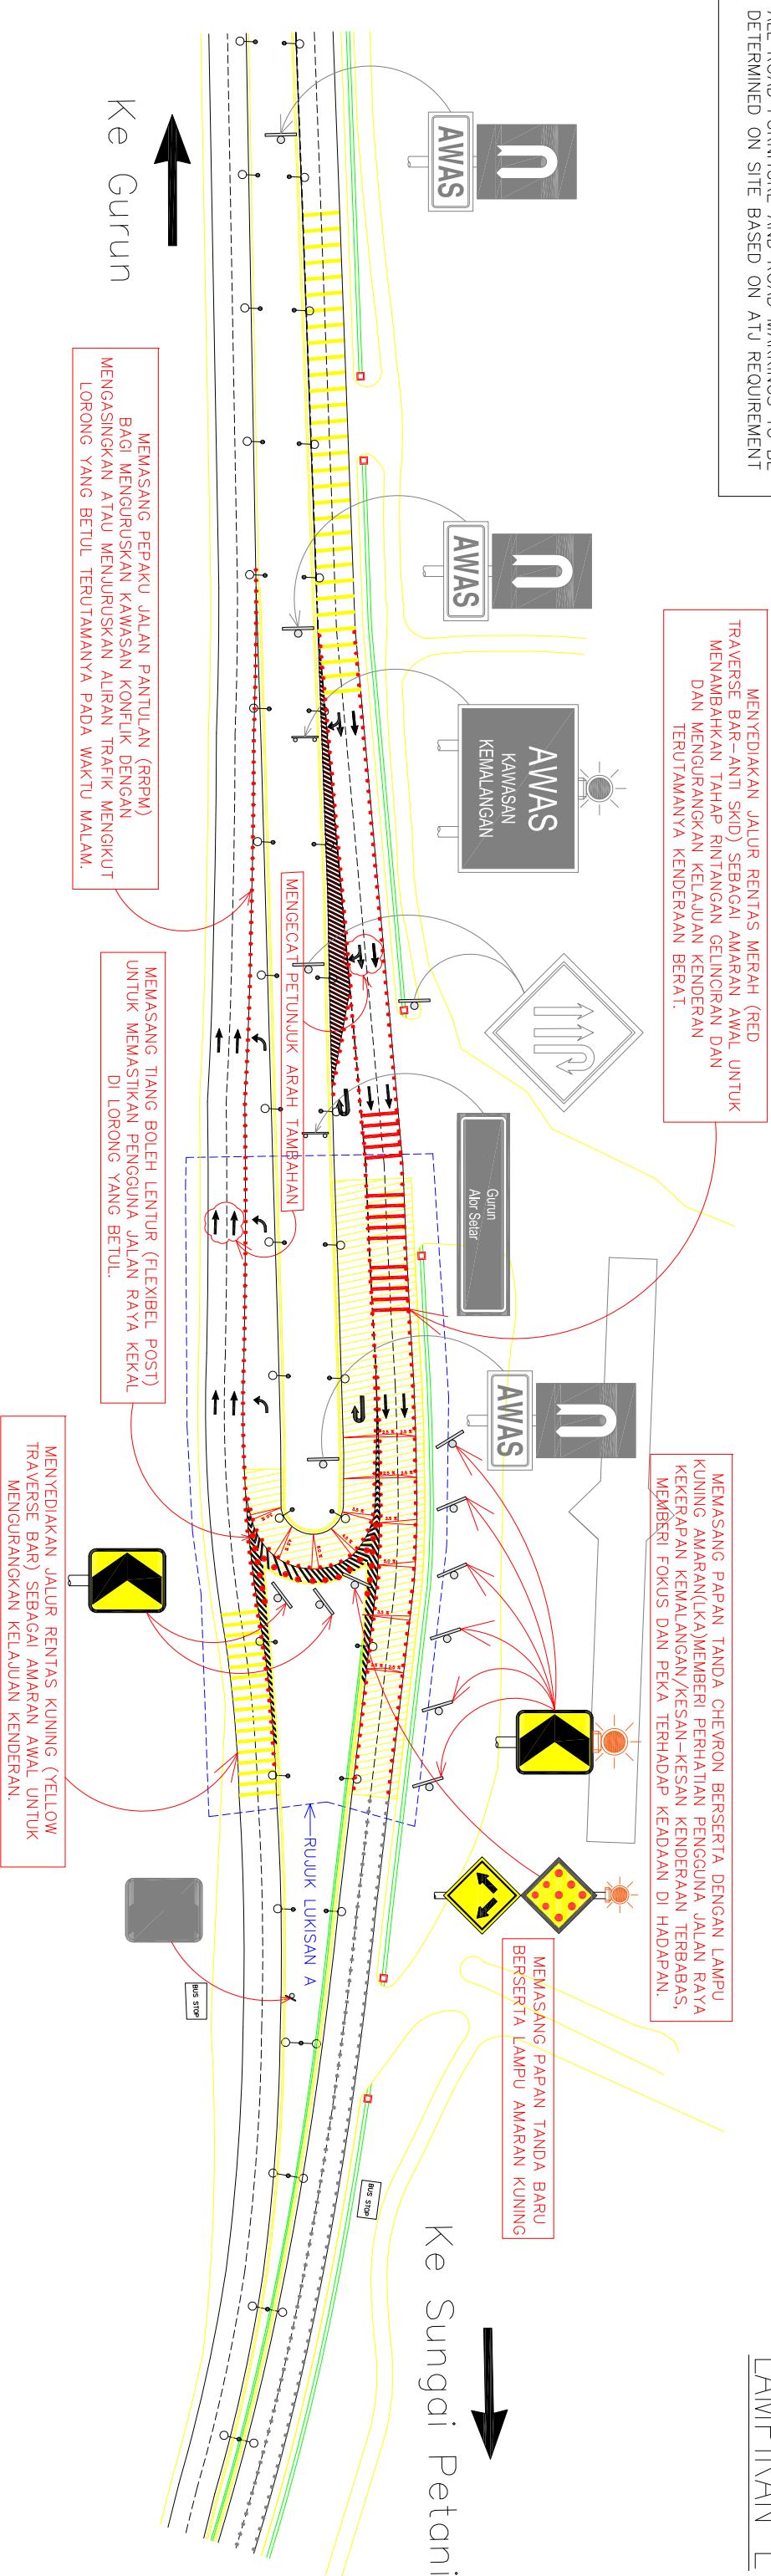 DETERMINED ON SITE BASED ON ATJ REQUIREMENT
Ke Gurun
AWAS
AWAS
AWAS
KAWASAN
KEMALANGAN
MENYEDIAKAN JALUR RENTAS MERAH (RED
TRAVERSE BAR-ANTI SKID) SEBAGAI AMARAN AWAL UNTUK
MENAMBAHKAN TAHAP RINTANGAN GELINCIRAN DAN
DAN MENGURANGKAN KELAJUAN KENDERAN
TERUTAMANYA KENDERAAN BERAT.
MEMASANG PEPAKU JALAN PANTULAN (RRPM)
BAGI MENGURUSKAN KAWASAN KONFLIK DENGAN
MENGASINGKAN ATAU MENJURUSKAN ALIRAN TRAFIK MENGIKUT
LORONG YANG BETUL TERUTAMANYA PADA WAKTU MALAM.
MENGECAT PETUNJUK ARAH TAMBAHAN
MEMASANG TIANG BOLEH LENTUR (FLEXIBEL POST)
UNTUK MEMASTIKAN PENGGUNA JALAN RAYA KEKAL
DI LORONG YANG BETUL.
Gurun
Alor Setar
AWAS
MEMASANG PAPAN TANDA CHEVRON BERSERTA DENGAN LAMPU
KUNING AMARAN(LKA)MEMBERI PERHATIAN PENGGUNA JALAN RAYA
KEKERAPAN KEMALANGAN/KESAN-KESAN KENDERAAN TERBABAS,
MEMBERI FOKUS DAN PEKA TERHADAP KEADAAN DI HADAPAN.
MENYEDIAKAN JALUR RENTAS KUNING (YELLOW
TRAVERSE BAR) SEBAGAI AMARAN AWAL UNTUK
MENGURANGKAN KELAJUAN KENDERAN.
RUJUK LUKISAN A
MEMASANG PAPAN TANDA BARU
BERSERTA LAMPU AMARAN KUNING
BUS STOP
BUS STOP
Ke Sungai Petani